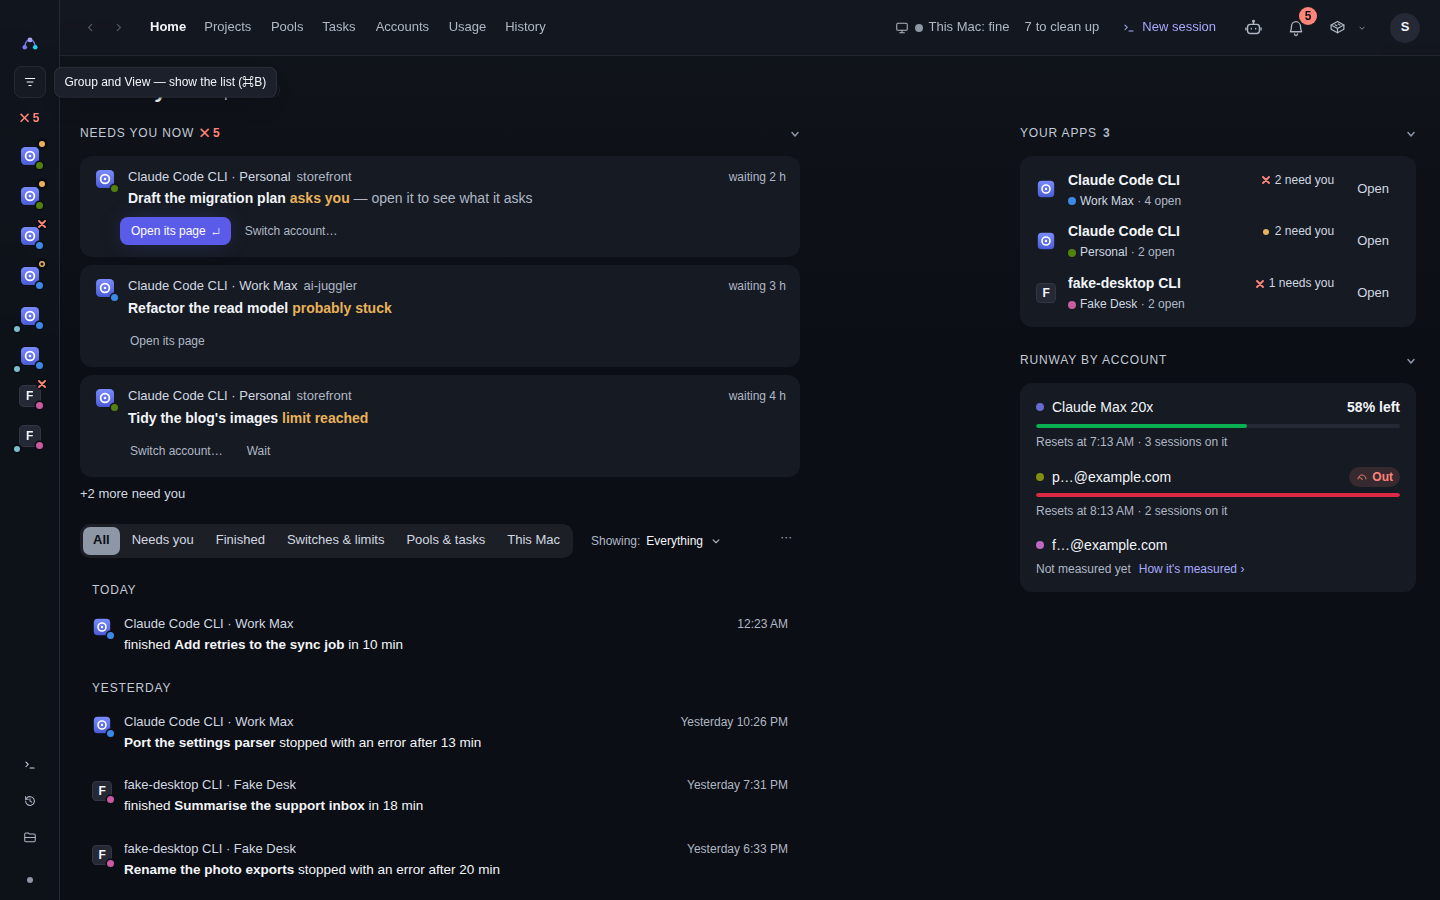 Home Projects Pools Tasks Accounts Usage History
This Mac: fine 7 to clean up New session 5 S
Group and View — show the list (⌘B)
5
NEEDS YOU NOW 5
Claude Code CLI · Personal storefront waiting 2 h
Draft the migration plan asks you — open it to see what it asks
Open its page Switch account…
Claude Code CLI · Work Max ai-juggler waiting 3 h
Refactor the read model probably stuck
Open its page
Claude Code CLI · Personal storefront waiting 4 h
Tidy the blog's images limit reached
Switch account… Wait
+2 more need you
All Needs you Finished Switches & limits Pools & tasks This Mac Showing: Everything ...
TODAY
Claude Code CLI · Work Max 12:23 AM
finished Add retries to the sync job in 10 min
YESTERDAY
Claude Code CLI · Work Max Yesterday 10:26 PM
Port the settings parser stopped with an error after 13 min
F fake-desktop CLI · Fake Desk Yesterday 7:31 PM
finished Summarise the support inbox in 18 min
F fake-desktop CLI · Fake Desk Yesterday 6:33 PM
Rename the photo exports stopped with an error after 20 min
F
F
YOUR APPS 3
Claude Code CLI 2 need you Open
Work Max · 4 open
Claude Code CLI 2 need you Open
Personal · 2 open
F fake-desktop CLI 1 needs you Open
Fake Desk · 2 open
RUNWAY BY ACCOUNT
Claude Max 20x 58% left
Resets at 7:13 AM · 3 sessions on it
p…@example.com Out
Resets at 8:13 AM · 2 sessions on it
f…@example.com
Not measured yet How it's measured ›